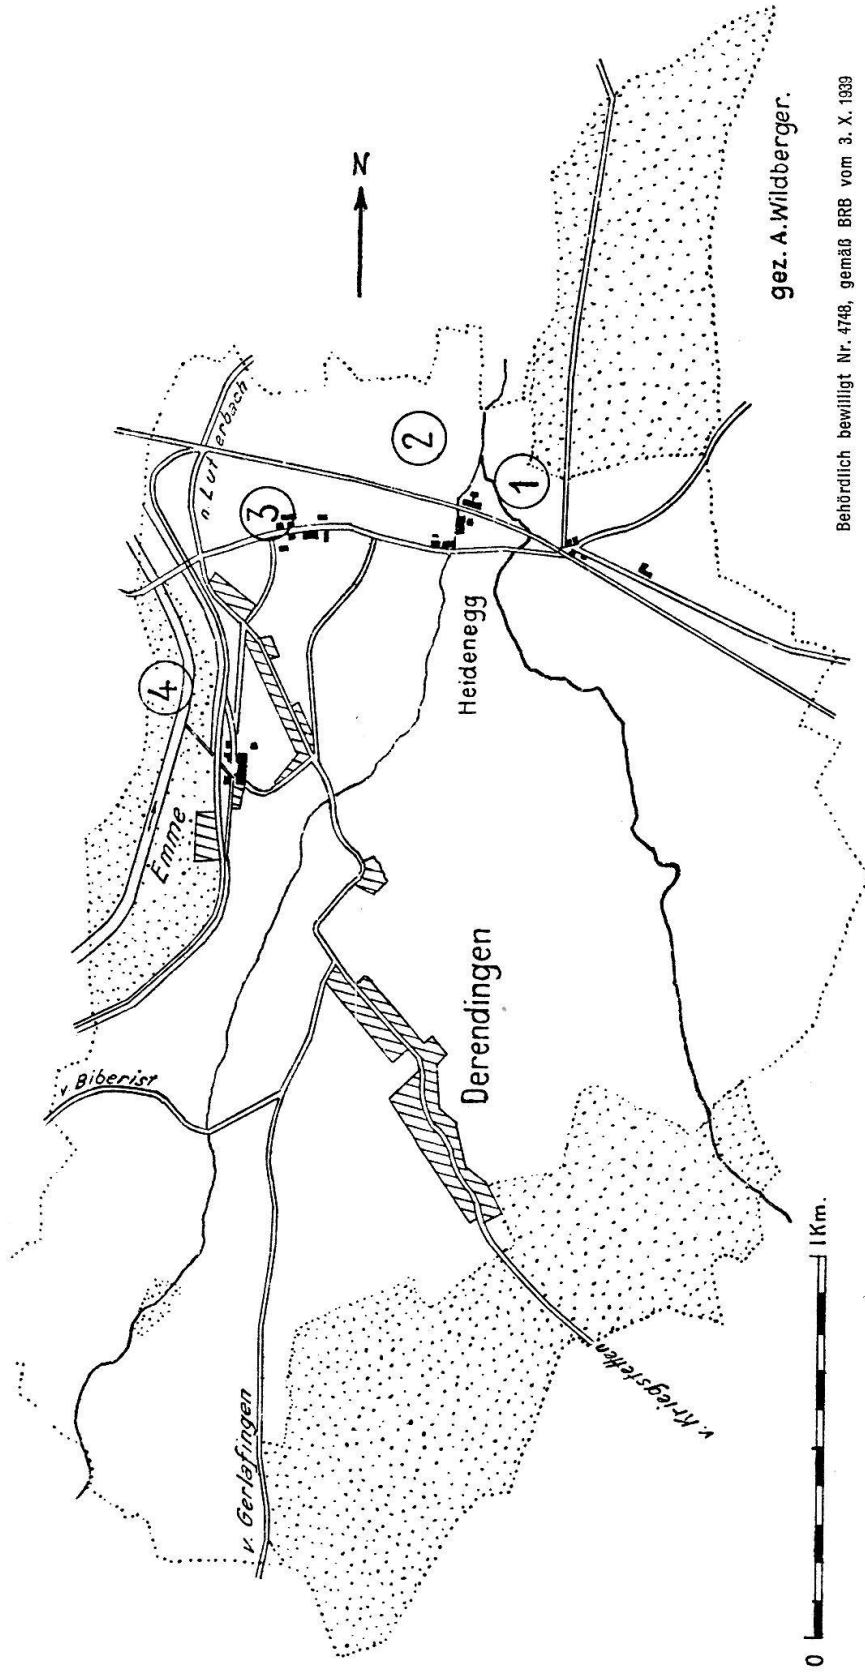 N
n. Luterbach
2
1
3
4
Emme
Heidenegg
Derendingen
v. Biberist
v. Gerlafingen
v. Kriegstetten
0
1 Km.
gez. A. Wildberger.
Behördlich bewilligt Nr. 4748, gemäß BRB vom 3. X. 1939